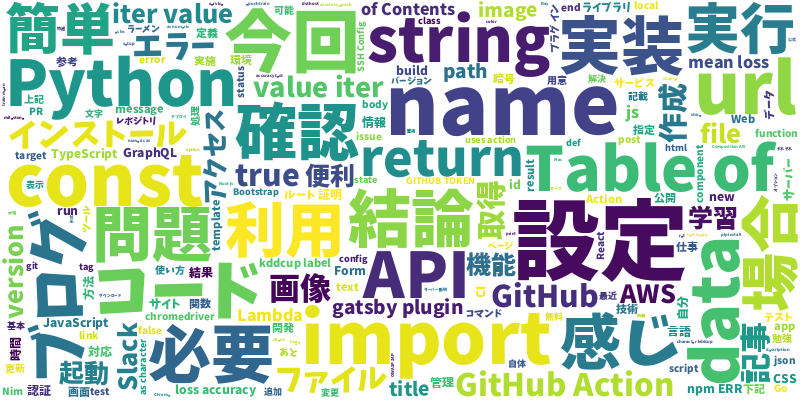 簡単
iter value
今回
string
of Contents
image
end
ライブラリ
local
実装
実行
エラー
定義
可能
class
プラグイン
参考
error
実施
環境
status
SSH Config
Python
value iter
build
path
バージョン
暗号
用意
解決
サービス
mean loss
url
上記
文字
PR
message
処理
name
記載
Web
データ
レポジトリ
確認
body
情報
js
作成
インストール
アクセス
issue
指定
post
file
function
target
TypeScript
GraphQL
true
便利
return
uses action
def
html
const
表示
state
result
Table of
component
サーバー
run
Bootstrap
GITHUB TOKEN
id
Action
公開
new
template
ルート証明
問題
利用
結論
取得
設定
学習
場合
version
ブログ
コード
kddcup label
config
ページ
React
仕事
git
tag
使い方
結果
画像
Form
API
機能
最近
data
ツール
方法
サイト
関数
text
GitHub
AWS
JavaScript
chromedriver
gatsby plugin
CI
技術
自分
テスト
link
false
Lambda
コマンド
無料
言語
app
基本
時間
対応
Slack
必要
開発
import
感じ
記事
勉強
更新
起動
あと
ファイル
自体
script
json
Nim
認証
画面
test
as character
loss accuracy
追加
変更
title
管理
GitHub Action
npm ERR
下記
CSS
Go